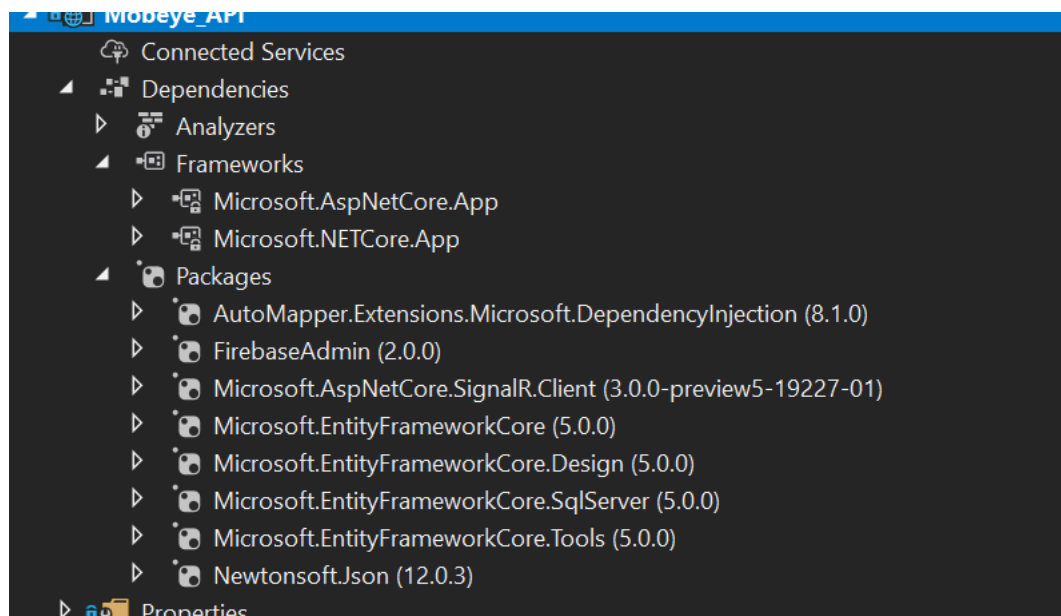 Mobeye_API
Connected Services
Dependencies
Analyzers
Frameworks
Microsoft.AspNetCore.App
Microsoft.NETCore.App
Packages
AutoMapper.Extensions.Microsoft.DependencyInjection (8.1.0)
FirebaseAdmin (2.0.0)
Microsoft.AspNetCore.SignalR.Client (3.0.0-preview5-19227-01)
Microsoft.EntityFrameworkCore (5.0.0)
Microsoft.EntityFrameworkCore.Design (5.0.0)
Microsoft.EntityFrameworkCore.SqlServer (5.0.0)
Microsoft.EntityFrameworkCore.Tools (5.0.0)
Newtonsoft.Json (12.0.3)
Properties